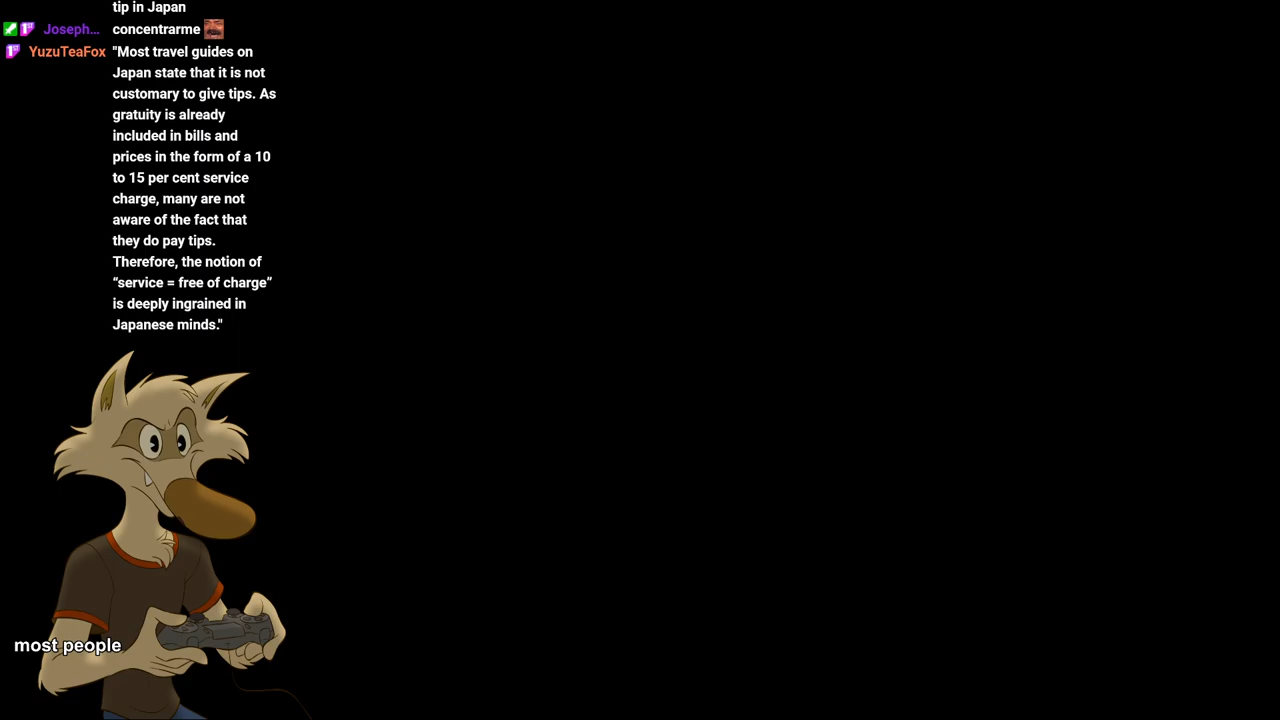 tip in Japan
Joseph... concentrarme
YuzuTeaFox "Most travel guides on
Japan state that it is not
customary to give tips. As
gratuity is already
included in bills and
prices in the form of a 10
to 15 per cent service
charge, many are not
aware of the fact that
they do pay tips.
Therefore, the notion of
“service = free of charge”
is deeply ingrained in
Japanese minds."
most people